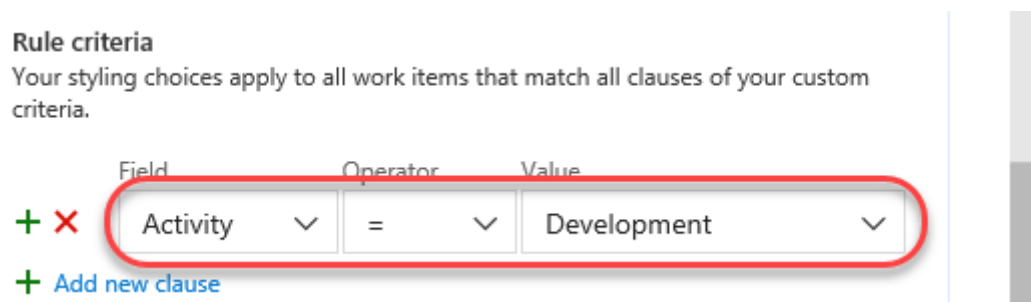 Rule criteria
Your styling choices apply to all work items that match all clauses of your custom
criteria.
Field Operator Value
Activity = Development
Add new clause